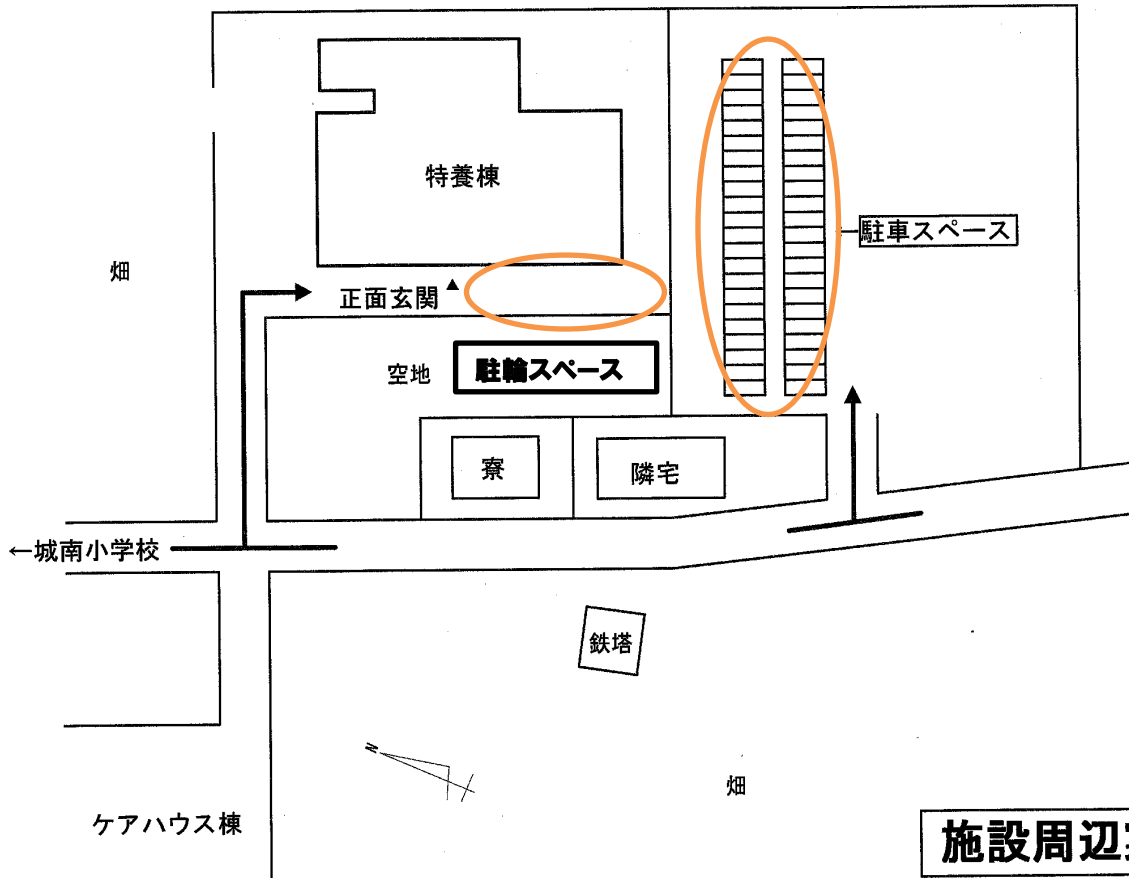 特養棟
駐車スペース
畑
正面玄関
空地
駐輪スペース
寮
隣宅
←城南小学校
鉄塔
N
畑
ケアハウス棟
施設周辺